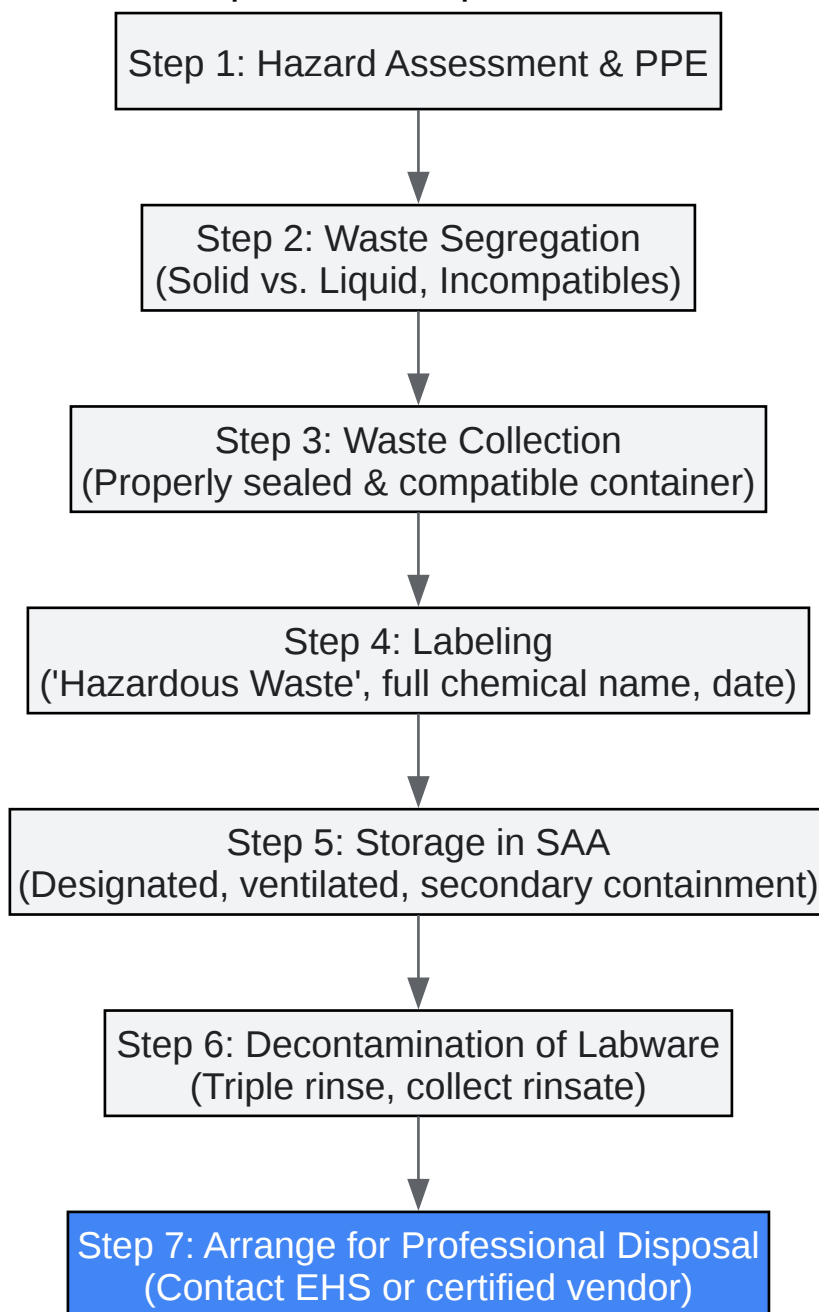 Step 1: Hazard Assessment & PPE
Step 2: Waste Segregation
(Solid vs. Liquid, Incompatibles)
Step 3: Waste Collection
(Properly sealed & compatible container)
Step 4: Labeling
('Hazardous Waste', full chemical name, date)
Step 5: Storage in SAA
(Designated, ventilated, secondary containment)
Step 6: Decontamination of Labware
(Triple rinse, collect rinsate)
Step 7: Arrange for Professional Disposal
(Contact EHS or certified vendor)